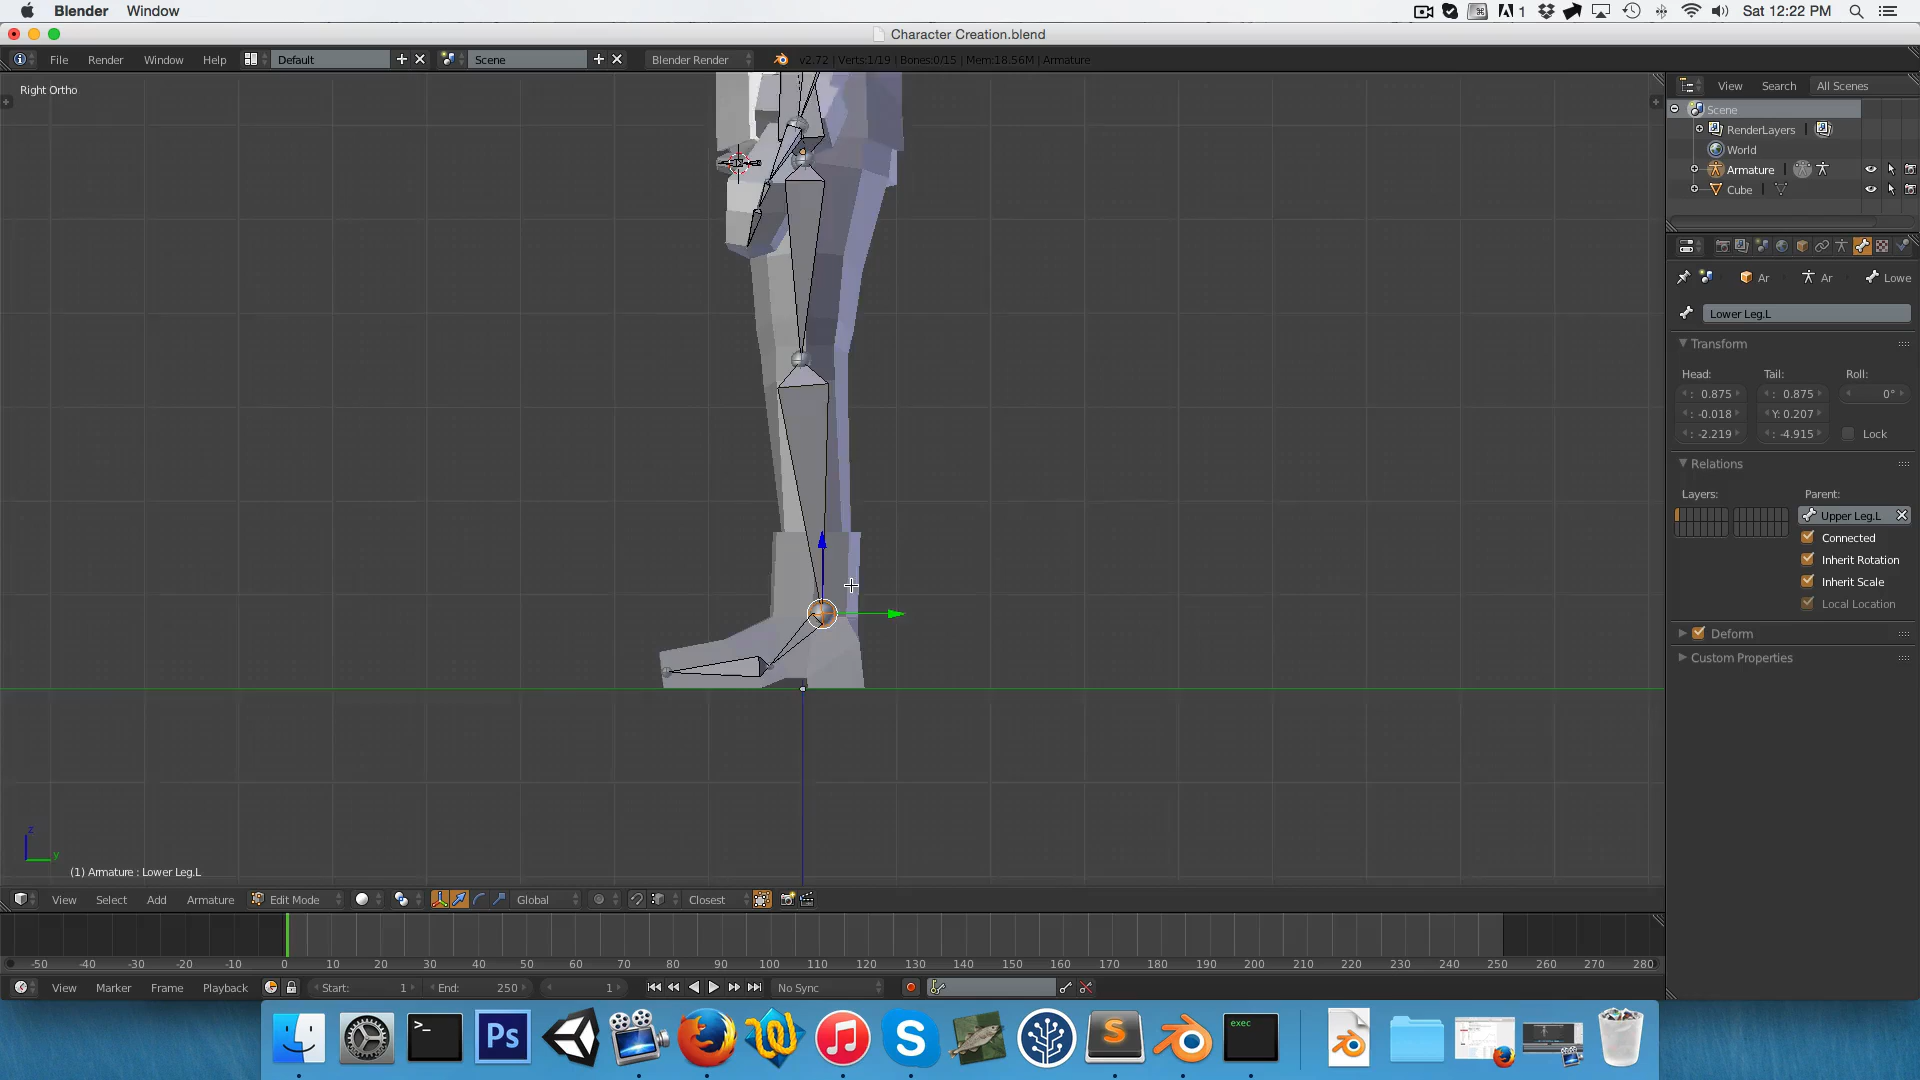 Blender Window
1 Sat 12:22 PM
Character Creation.blend
File Render Window Help Default Scene Blender Render v2.72 | Verts:1/19 | Bones:0/15 | Mem:18.56M | Armature
Right Ortho
View Search All Scenes
Scene
RenderLayers
World
Armature
Cube
Ar Ar Lowe
Lower Leg.L
Transform
Head: Tail: Roll:
: 0.875 : 0.875 0°
: -0.018 Y: 0.207
: -2.219 : -4.915 Lock
Relations
Layers: Parent:
Upper Leg.L
Connected
Inherit Rotation
Inherit Scale
Local Location
Deform
Custom Properties
z
y
(1) Armature : Lower Leg.L
View Select Add Armature Edit Mode Global Closest
-50 -40 -30 -20 -10 0 10 20 30 40 50 60 70 80 90 100 110 120 130 140 150 160 170 180 190 200 210 220 230 240 250 260 270 280
View Marker Frame Playback Start: 1 End: 250 1 No Sync
>_ Ps S S exec